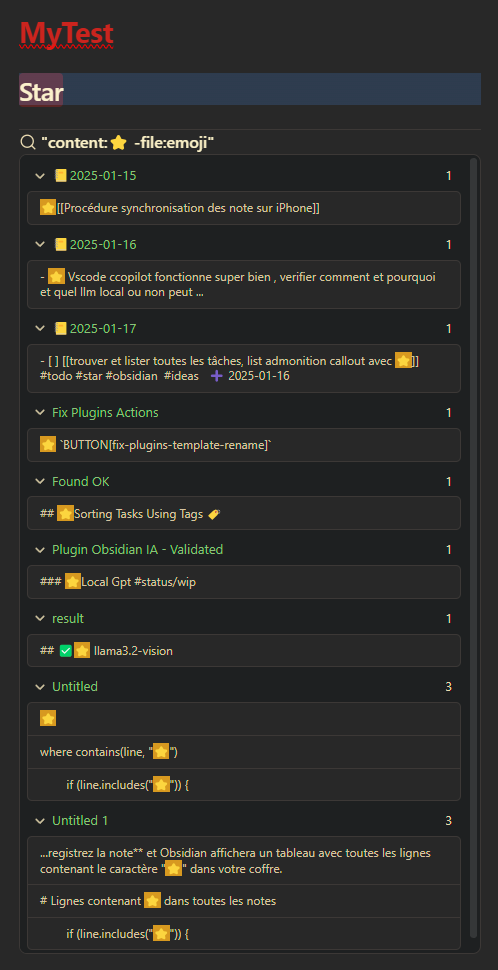 MyTest
Star
"content:⭐ -file:emoji"
📒 2025-01-15 1
⭐[[Procédure synchronisation des note sur iPhone]]
📒 2025-01-16 1
- ⭐ Vscode ccopilot fonctionne super bien , verifier comment et pourquoi
et quel llm local ou non peut ...
📒 2025-01-17 1
- [ ] [[trouver et lister toutes les tâches, list admonition callout avec ⭐]]
#todo #star #obsidian #ideas ➕ 2025-01-16
Fix Plugins Actions 1
⭐ `BUTTON[fix-plugins-template-rename]`
Found OK 1
## ⭐Sorting Tasks Using Tags 🏷️
Plugin Obsidian IA - Validated 1
### ⭐Local Gpt #status/wip
result 1
## ✅⭐ llama3.2-vision
Untitled 3
⭐
where contains(line, "⭐")
if (line.includes("⭐")) {
Untitled 1 3
...registrez la note** et Obsidian affichera un tableau avec toutes les lignes
contenant le caractère "⭐" dans votre coffre.
# Lignes contenant ⭐ dans toutes les notes
if (line.includes("⭐")) {